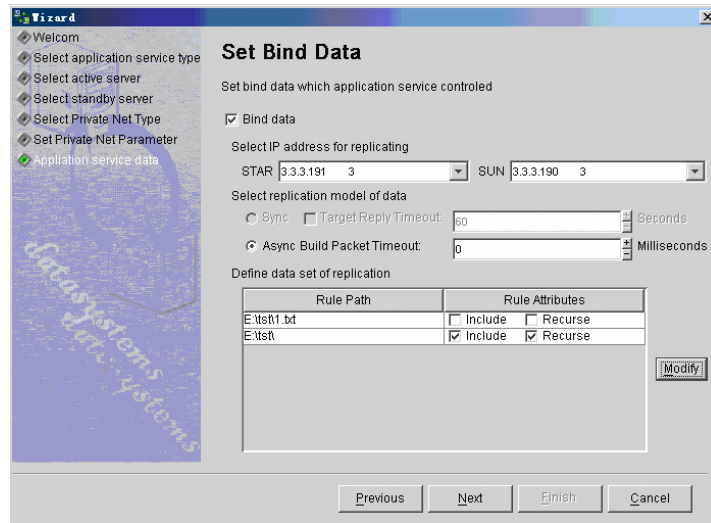 Wizard
Welcom
Select application service type
Select active server
Select standby server
Select Private Net Type
Set Private Net Parameter
Appliation service data
datasystems
data systems
Set Bind Data
Set bind data which application service controled
Bind data
Select IP address for replicating
STAR 3.3.3.191 3 SUN 3.3.3.190 3
Select replication model of data
Sync Target Reply Timeout: 60 Seconds
Async Build Packet Timeout: 0 Milliseconds
Define data set of replication
Rule Path Rule Attributes
E:\tst\1.txt Include Recurse
E:\tst\ Include Recurse
Modify
Previous Next Finish Cancel